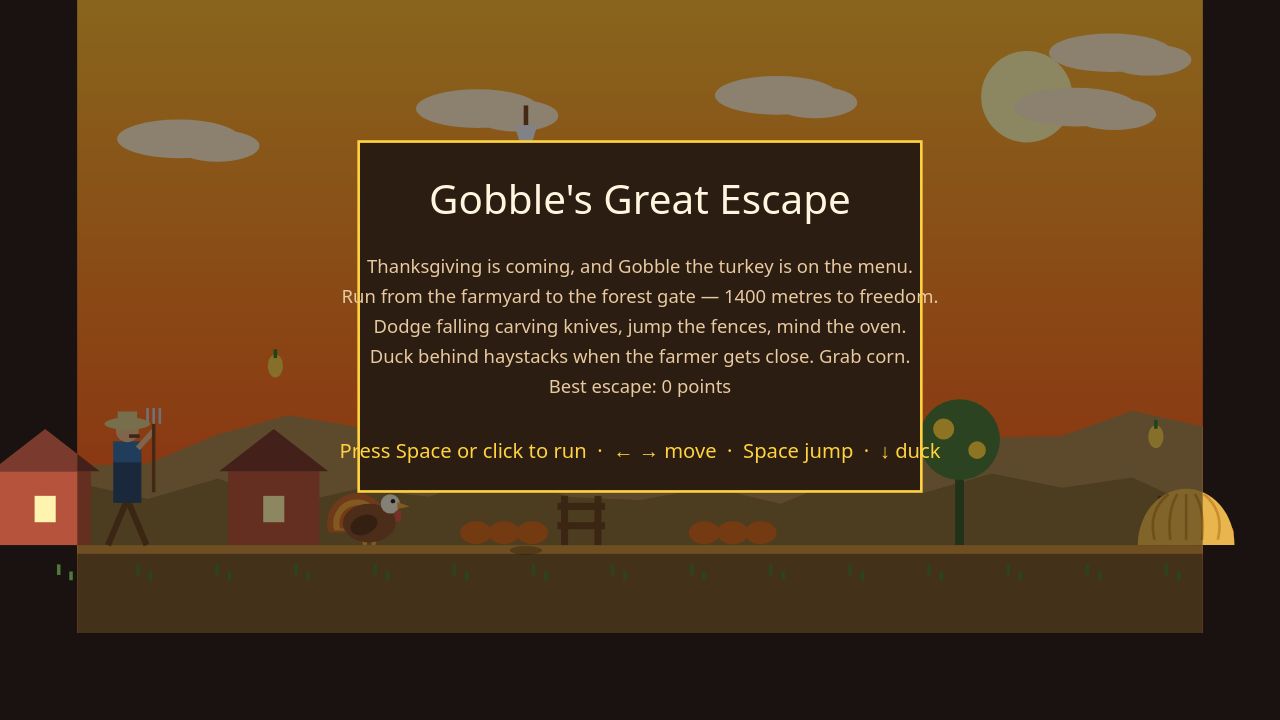 Gobble's Great Escape
Thanksgiving is coming, and Gobble the turkey is on the menu.
Run from the farmyard to the forest gate — 1400 metres to freedom.
Dodge falling carving knives, jump the fences, mind the oven.
Duck behind haystacks when the farmer gets close. Grab corn.
Best escape: 0 points
Press Space or click to run · ← → move · Space jump · ↓ duck